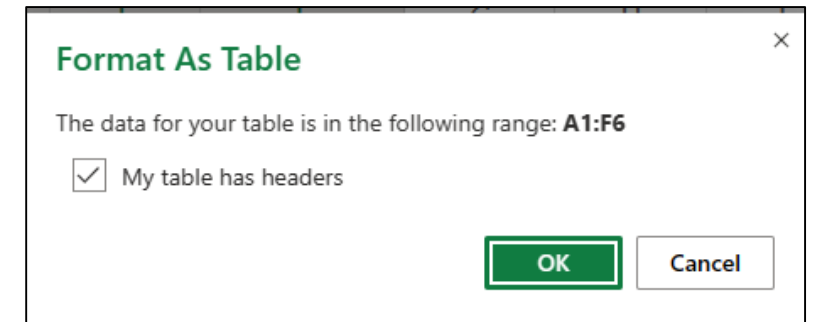 Format As Table
The data for your table is in the following range: A1:F6
My table has headers
OK
Cancel